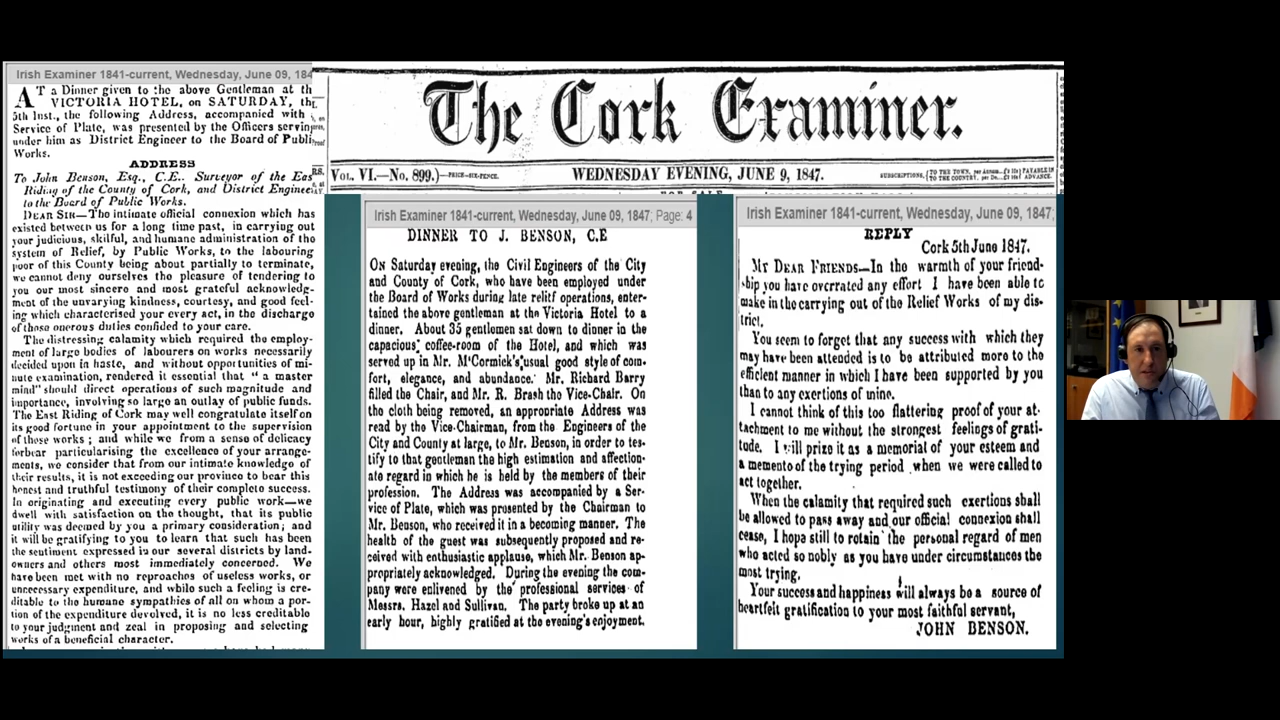 Irish Examiner 1841-current, Wednesday, June 09, 184
AT a Dinner given to the above Gentleman at th
VICTORIA HOTEL, on SATURDAY, th
5th Inst., the following Address, accompanied with
Service of Plate, was presented by the Officers servin
under him as District Engineer to the Board of Publi
Works.
ADDRESS
To John Benson, Esq., C.E.. Surveyor of the Eas
Riding of the County of Cork, and District Enginee
to the Board of Public Works.
DEAR SIR—The intimate official connexion which has
existed between us for a long time past, in carrying out
your judicious, skilful, and humane administration of the
system of Relief, by Public Works, to the labouring
poor of this County being about partially to terminate,
we cannot deny ourselves the pleasure of tendering to
you our most sincere and most grateful acknowledg-
ment of the unvarying kindness, courtesy, and good feel-
ing which characterised your every act, in the discharge
of those onerous duties confided to your care.
The distressing calamity which required the employ-
ment of large bodies of labourers on works necessarily
decided upon in haste, and without opportunities of mi-
nute examination, rendered it essential that "a master
mind" should direct operations of such magnitude and
importance, involving so large an outlay of public funds.
The East Riding of Cork may well congratulate itself on
its good fortune in your appointment to the supervision
of those works ; and while we from a sense of delicacy
forbear particularising the excellence of your arrange-
ments, we consider that from our intimate knowledge of
their results, it is not exceeding our province to bear this
honest and truthful testimony of their complete success.
In originating and executing every public work—we
dwell with satisfaction on the thought, that its public
utility was deemed by you a primary consideration; and
it will be gratifying to you to learn that such has been
the sentiment expressed in our several districts by land-
owners and others most immediately concerned. We
have been met with no reproaches of useless works, or
unnecessary expenditure, and while such a feeling is cre-
ditable to the humane sympathies of all on whom a por-
tion of the expenditure devolved, it is no less creditable
to your judgment and zeal in proposing and selecting
works of a beneficial character.
The Cork Examiner.
VOL. VI.—No. 899.)—PRICE—SIX-PENCE.
WEDNESDAY EVENING, JUNE 9, 1847.
SUBSCRIPTIONS,
TO THE TOWN, per Annum
PAYABLE IN
TO THE COUNTRY, per Do.
ADVANCE.
FOR SALE
Irish Examiner 1841-current, Wednesday, June 09, 1847; Page: 4
DINNER TO J. BENSON, C.E
ON Saturday evening, the Civil Engineers of the City
and County of Cork, who have been employed under
the Board of Works during late relief operations, enter-
tained the above gentleman at the Victoria Hotel to a
dinner. About 35 gentlemen sat down to dinner in the
capacious coffee-room of the Hotel, and which was
served up in Mr. M'Cormick's usual good style of com-
fort, elegance, and abundance. Mr. Richard Barry
filled the Chair, and Mr. R. Brash the Vice-Chair. On
the cloth being removed, an appropriate Address was
read by the Vice-Chairman, from the Engineers of the
City and County at large, to Mr. Benson, in order to tes-
tify to that gentleman the high estimation and affection-
ate regard in which he is held by the members of their
profession. The Address was accompanied by a Ser-
vice of Plate, which was presented by the Chairman to
Mr. Benson, who received it in a becoming manner. The
health of the guest was subsequently proposed and re-
ceived with enthusiastic applause, which Mr. Benson ap-
propriately acknowledged. During the evening the com-
pany were enlivened by the professional services of
Messrs. Hazel and Sullivan. The party broke up at an
early hour, highly gratified at the evening's enjoyment.
Irish Examiner 1841-current, Wednesday, June 09, 1847;
REPLY
Cork 5th June 1847.
MY DEAR FRIENDS—In the warmth of your friend-
ship you have overrated any effort I have been able to
make in the carrying out of the Relief Works of my dis-
trict.
You seem to forget that any success with which they
may have been attended is to be attributed more to the
efficient manner in which I have been supported by you
than to any exertions of mine.
I cannot think of this too flattering proof of your at-
tachment to me without the strongest feelings of grati-
tude. I will prize it as a memorial of your esteem and
a memento of the trying period when we were called to
act together.
When the calamity that required such exertions shall
be allowed to pass away and our official connexion shall
cease, I hope still to retain the personal regard of men
who acted so nobly as you have under circumstances the
most trying.
Your success and happiness will always be a source of
heartfelt gratification to your most faithful servant,
JOHN BENSON.